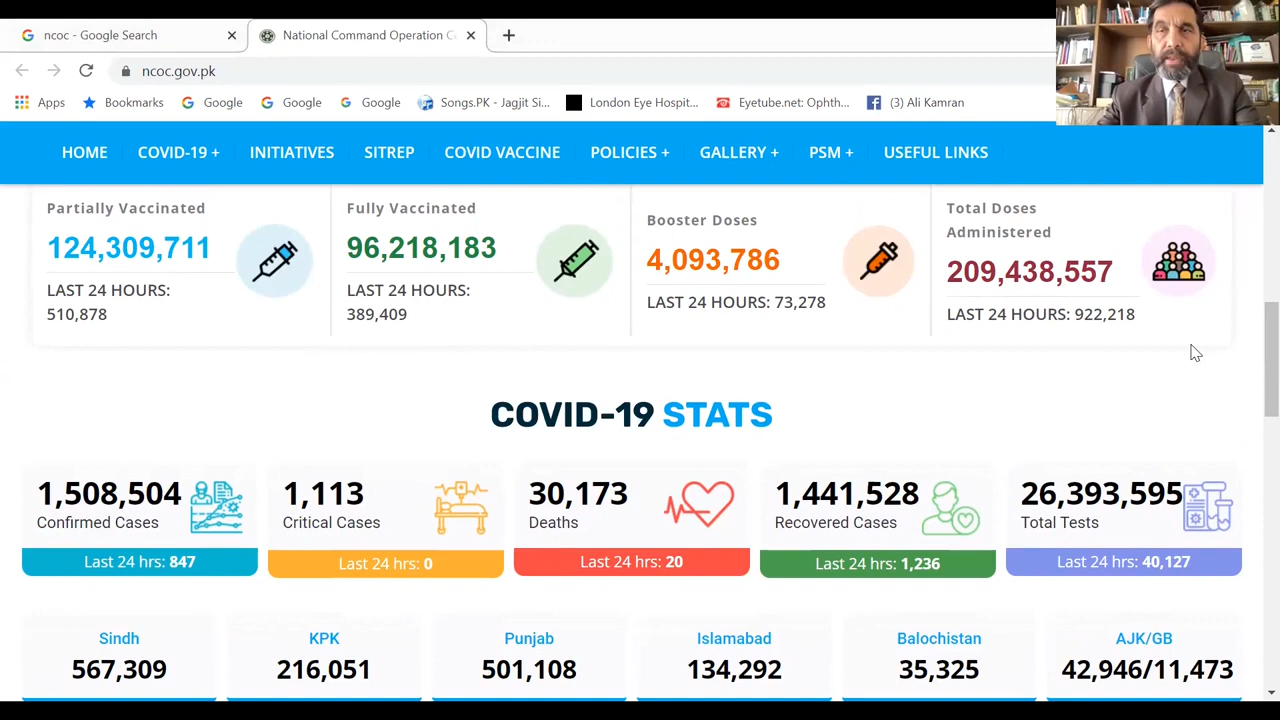 ncoc - Google Search
National Command Operation C
ncoc.gov.pk
Apps Bookmarks Google Google Google Songs.PK - Jagjit Si... London Eye Hospit... Eyetube.net: Ophth... (3) Ali Kamran
HOME COVID-19 + INITIATIVES SITREP COVID VACCINE POLICIES + GALLERY + PSM + USEFUL LINKS
Partially Vaccinated
124,309,711
LAST 24 HOURS:
510,878
Fully Vaccinated
96,218,183
LAST 24 HOURS:
389,409
Booster Doses
4,093,786
LAST 24 HOURS: 73,278
Total Doses
Administered
209,438,557
LAST 24 HOURS: 922,218
COVID-19 STATS
1,508,504
Confirmed Cases
Last 24 hrs: 847
1,113
Critical Cases
Last 24 hrs: 0
30,173
Deaths
Last 24 hrs: 20
1,441,528
Recovered Cases
Last 24 hrs: 1,236
26,393,595
Total Tests
Last 24 hrs: 40,127
Sindh
567,309
KPK
216,051
Punjab
501,108
Islamabad
134,292
Balochistan
35,325
AJK/GB
42,946/11,473